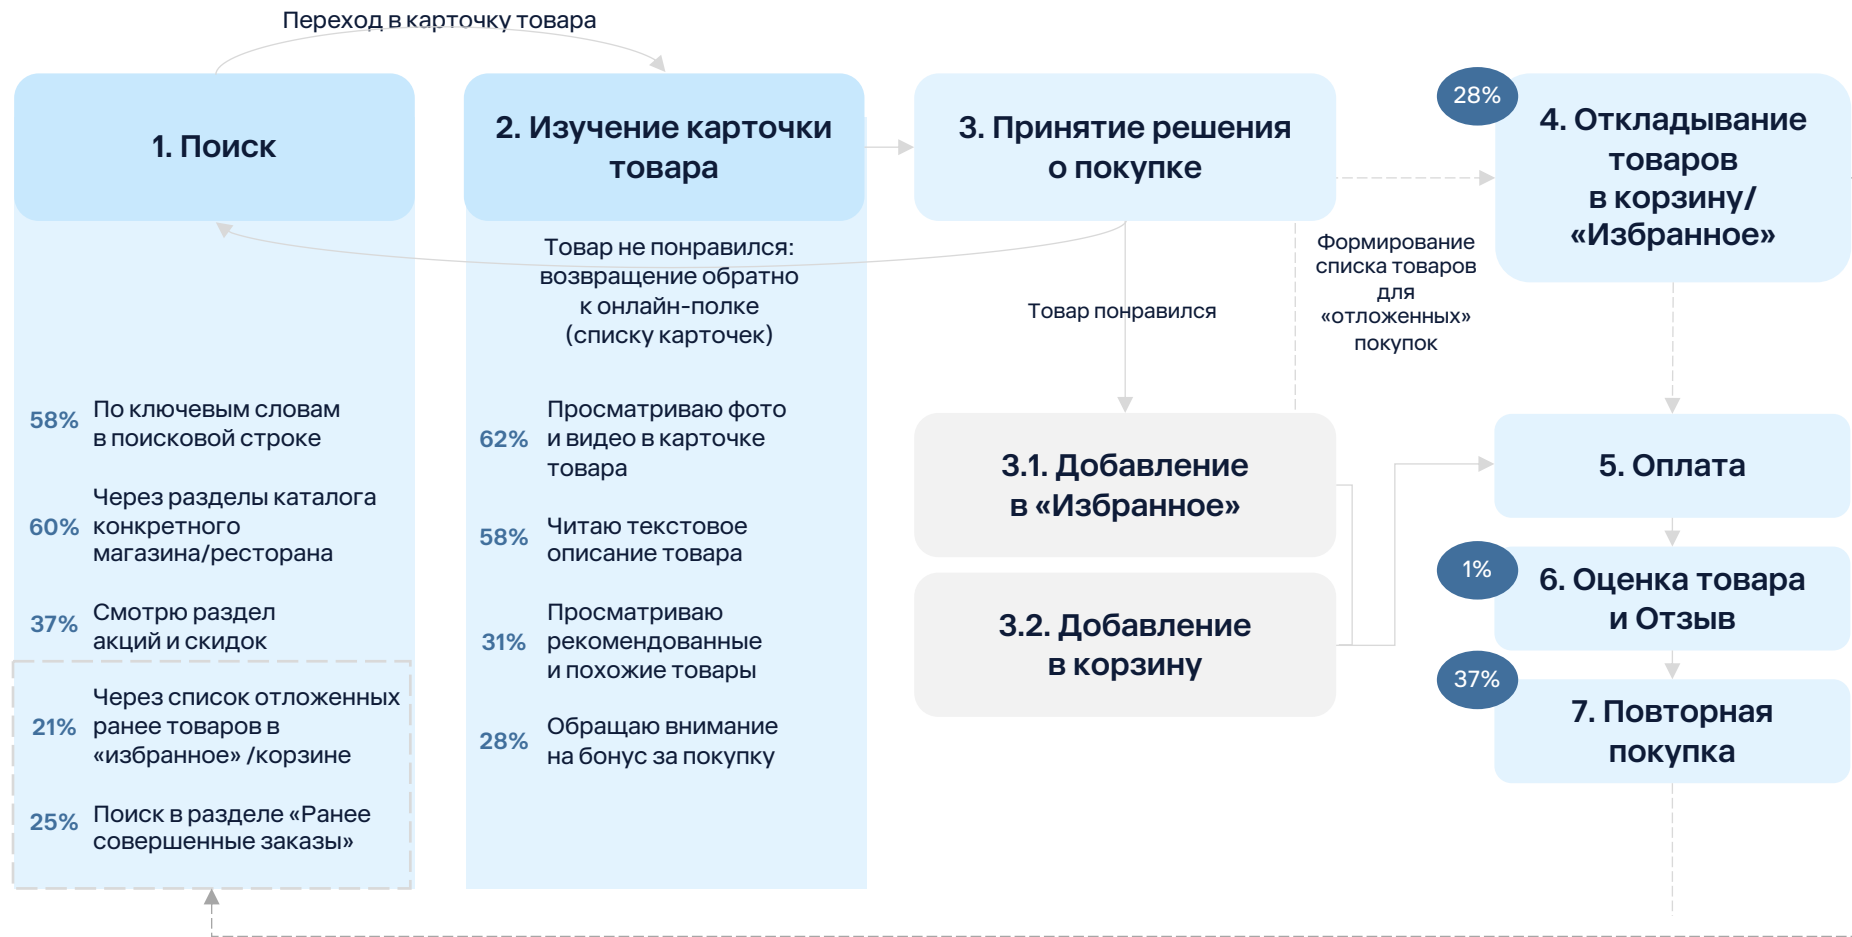 Переход в карточку товара
1. Поиск
2. Изучение карточки
товара
3. Принятие решения
о покупке
28%
4. Откладывание
товаров
в корзину/
«Избранное»
Товар не понравился:
возвращение обратно
к онлайн-полке
(списку карточек)
Товар понравился
Формирование
списка товаров
для
«отложенных»
покупок
58%
По ключевым словам
в поисковой строке
60%
Через разделы каталога
конкретного
магазина/ресторана
37%
Смотрю раздел
акций и скидок
21%
Через список отложенных
ранее товаров в
«избранное» /корзине
25%
Поиск в разделе «Ранее
совершенные заказы»
62%
Просматриваю фото
и видео в карточке
товара
58%
Читаю текстовое
описание товара
31%
Просматриваю
рекомендованные
и похожие товары
28%
Обращаю внимание
на бонус за покупку
3.1. Добавление
в «Избранное»
3.2. Добавление
в корзину
5. Оплата
1%
6. Оценка товара
и Отзыв
37%
7. Повторная
покупка